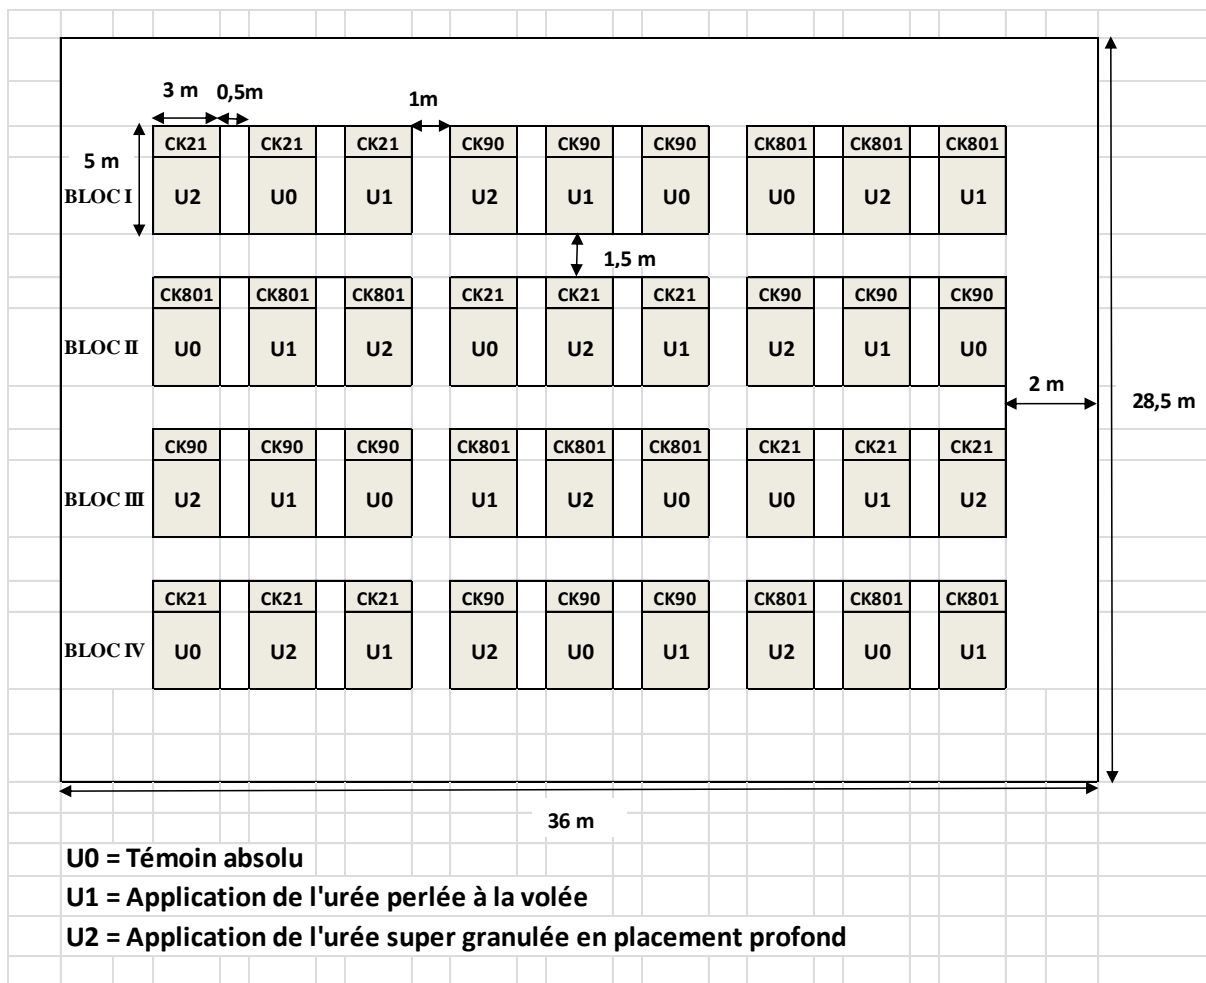 3 m 0,5m 1m
CK21 CK21 CK21 CK90 CK90 CK90 CK801 CK801 CK801
5 m
BLOC I U2 U0 U1 U2 U1 U0 U0 U2 U1
1,5 m
CK801 CK801 CK801 CK21 CK21 CK21 CK90 CK90 CK90
BLOC II U0 U1 U2 U0 U2 U1 U2 U1 U0
2 m
28,5 m
CK90 CK90 CK90 CK801 CK801 CK801 CK21 CK21 CK21
BLOC III U2 U1 U0 U1 U2 U0 U0 U1 U2
CK21 CK21 CK21 CK90 CK90 CK90 CK801 CK801 CK801
BLOC IV U0 U2 U1 U2 U0 U1 U2 U0 U1
36 m
U0 = Témoin absolu
U1 = Application de l'urée perlée à la volée
U2 = Application de l'urée super granulée en placement profond